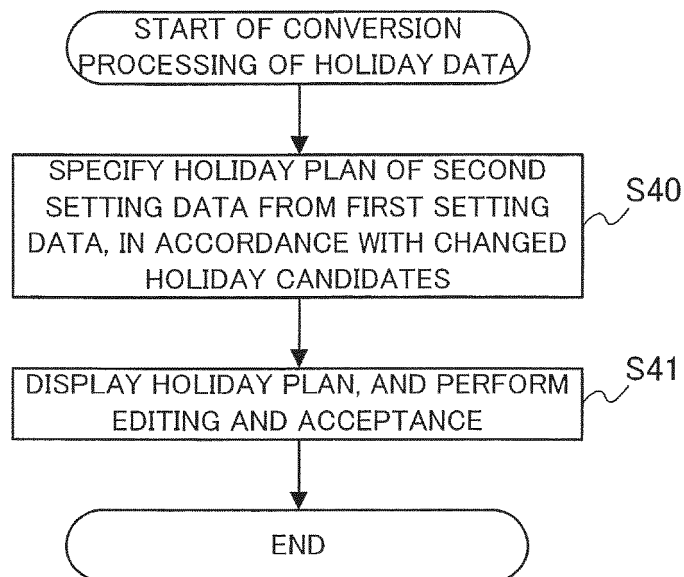 START OF CONVERSION
PROCESSING OF HOLIDAY DATA
SPECIFY HOLIDAY PLAN OF SECOND
SETTING DATA FROM FIRST SETTING
DATA, IN ACCORDANCE WITH CHANGED
HOLIDAY CANDIDATES
S40
DISPLAY HOLIDAY PLAN, AND PERFORM
EDITING AND ACCEPTANCE
S41
END